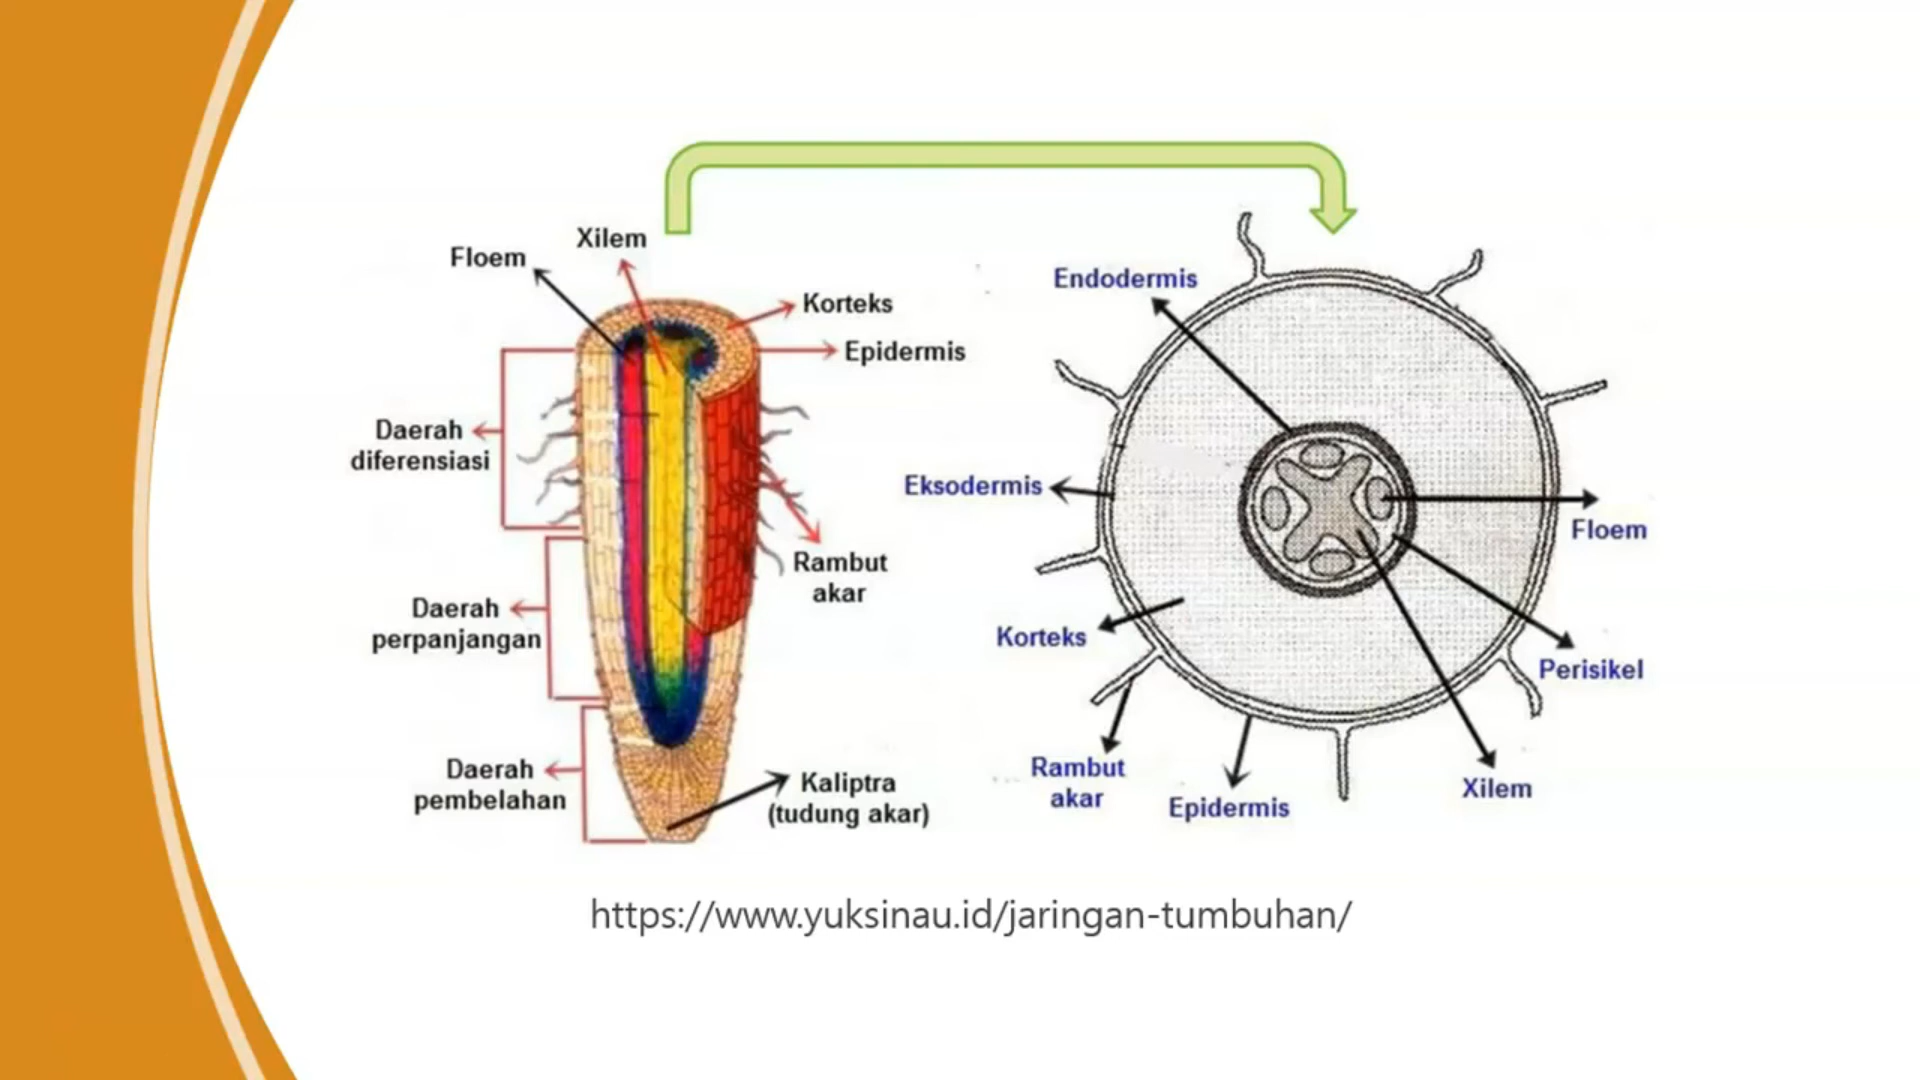 Xilem
Floem
Korteks
Epidermis
Daerah
diferensiasi
Rambut
akar
Daerah
perpanjangan
Daerah
pembelahan
Kaliptra
(tudung akar)
Endodermis
Eksodermis
Floem
Korteks
Perisikel
Rambut
akar
Epidermis
Xilem
https://www.yuksinau.id/jaringan-tumbuhan/